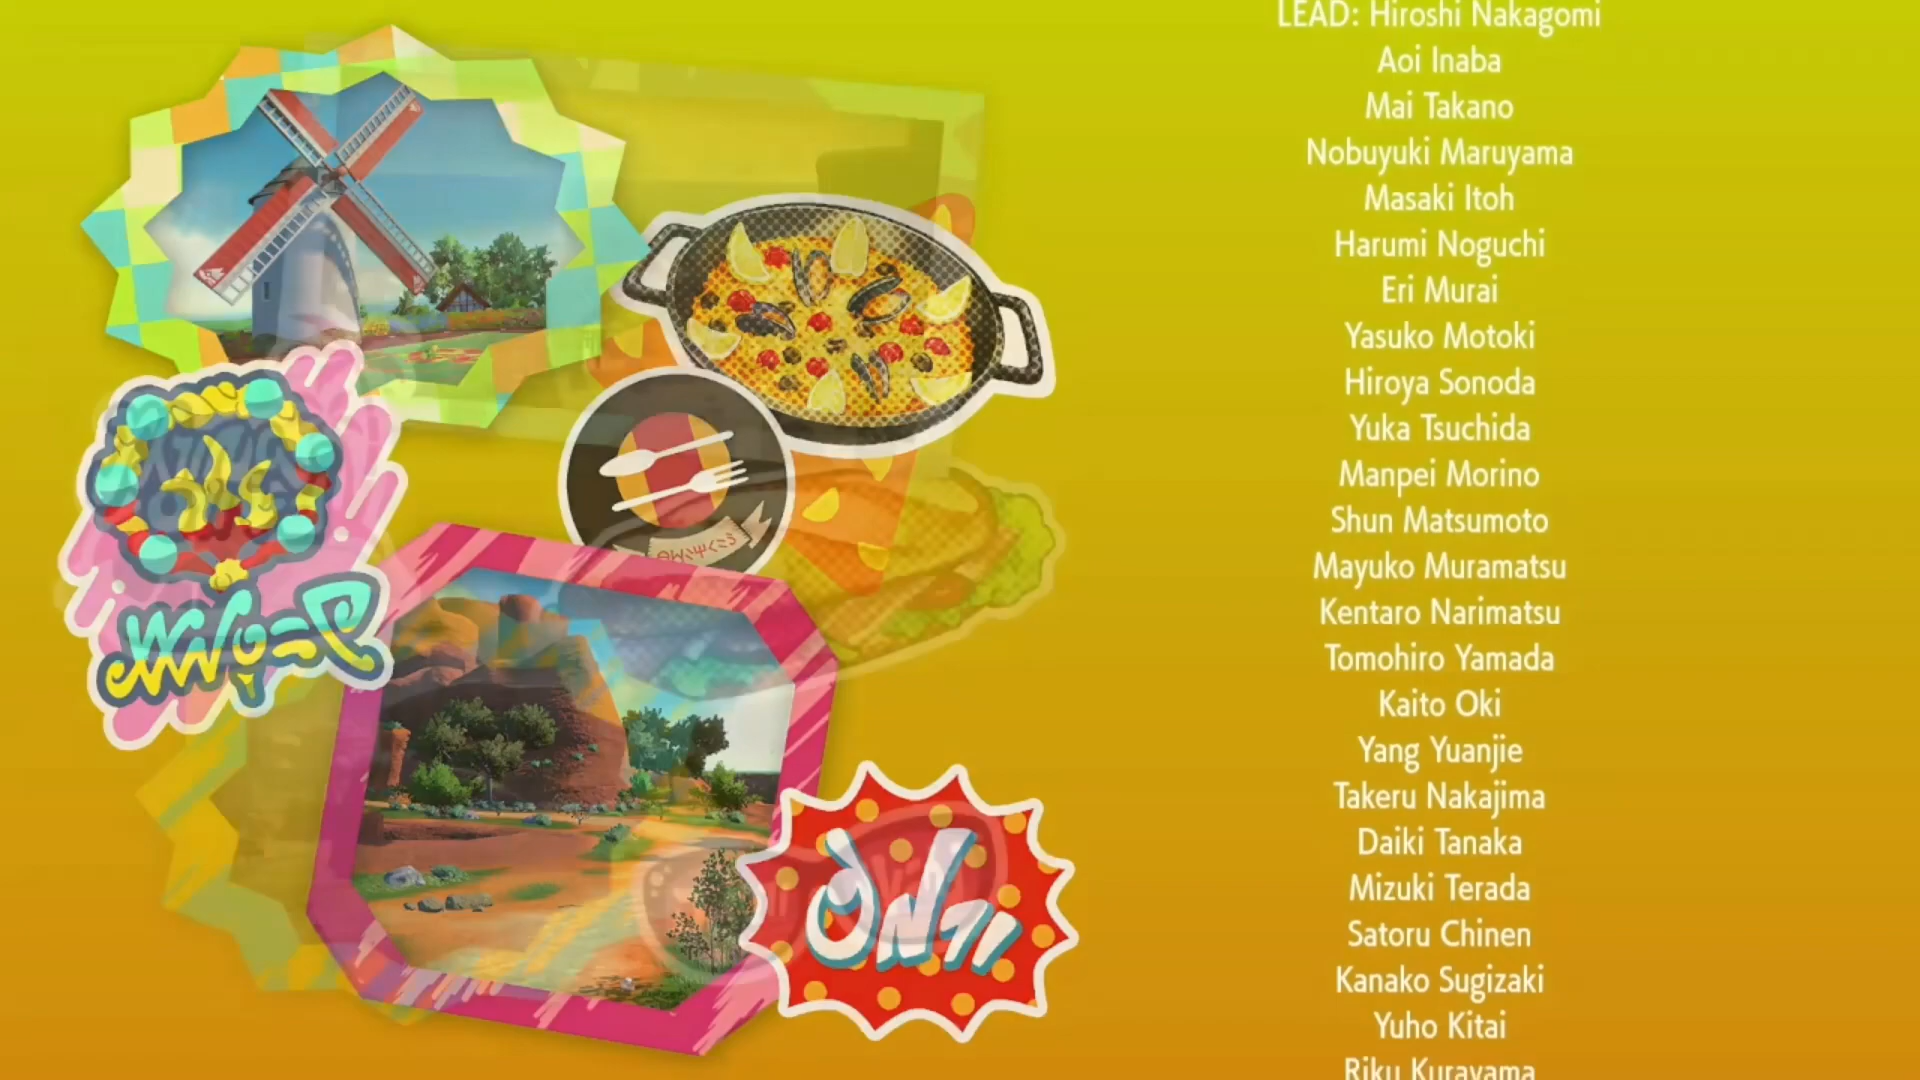 LEAD: Hiroshi Nakagomi
Aoi Inaba
Mai Takano
Nobuyuki Maruyama
Masaki Itoh
Harumi Noguchi
Eri Murai
Yasuko Motoki
Hiroya Sonoda
Yuka Tsuchida
Manpei Morino
Shun Matsumoto
Mayuko Muramatsu
Kentaro Narimatsu
Tomohiro Yamada
Kaito Oki
Yang Yuanjie
Takeru Nakajima
Daiki Tanaka
Mizuki Terada
Satoru Chinen
Kanako Sugizaki
Yuho Kitai
Riku Kurayama